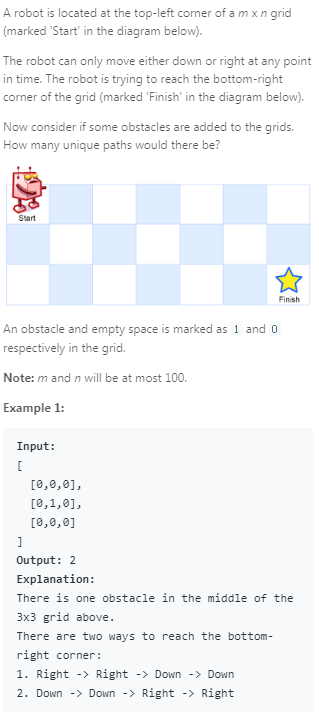 A robot is located at the top-left corner of a m x n grid
(marked 'Start' in the diagram below).
The robot can only move either down or right at any point
in time. The robot is trying to reach the bottom-right
corner of the grid (marked 'Finish' in the diagram below).
Now consider if some obstacles are added to the grids.
How many unique paths would there be?
Start
Finish
An obstacle and empty space is marked as 1 and 0
respectively in the grid.
Note: m and n will be at most 100.
Example 1:
Input:
[
[0,0,0],
[0,1,0],
[0,0,0]
]
Output: 2
Explanation:
There is one obstacle in the middle of the
3x3 grid above.
There are two ways to reach the bottom-
right corner:
1. Right -> Right -> Down -> Down
2. Down -> Down -> Right -> Right